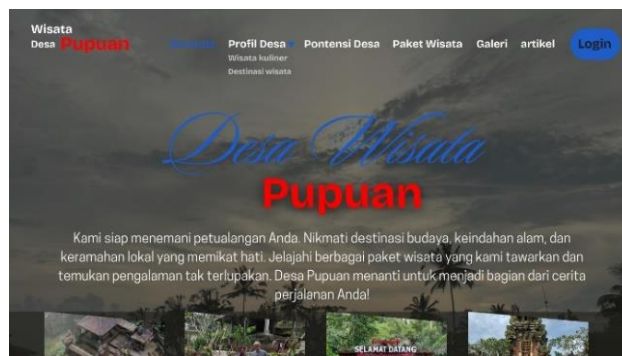 Wisata
Desa Pupuan
Beranda Profil Desa Pontensi Desa Paket Wisata Galeri artikel Login
Wisata kuliner
Destinasi wisata
Desa Wisata
Pupuan
Kami siap menemani petualangan Anda. Nikmati destinasi budaya, keindahan alam, dan
keramahan lokal yang memikat hati. Jelajahi berbagai paket wisata yang kami tawarkan dan
temukan pengalaman tak terlupakan. Desa Pupuan menanti untuk menjadi bagian dari cerita
perjalanan Anda!
SELAMAT DATANG